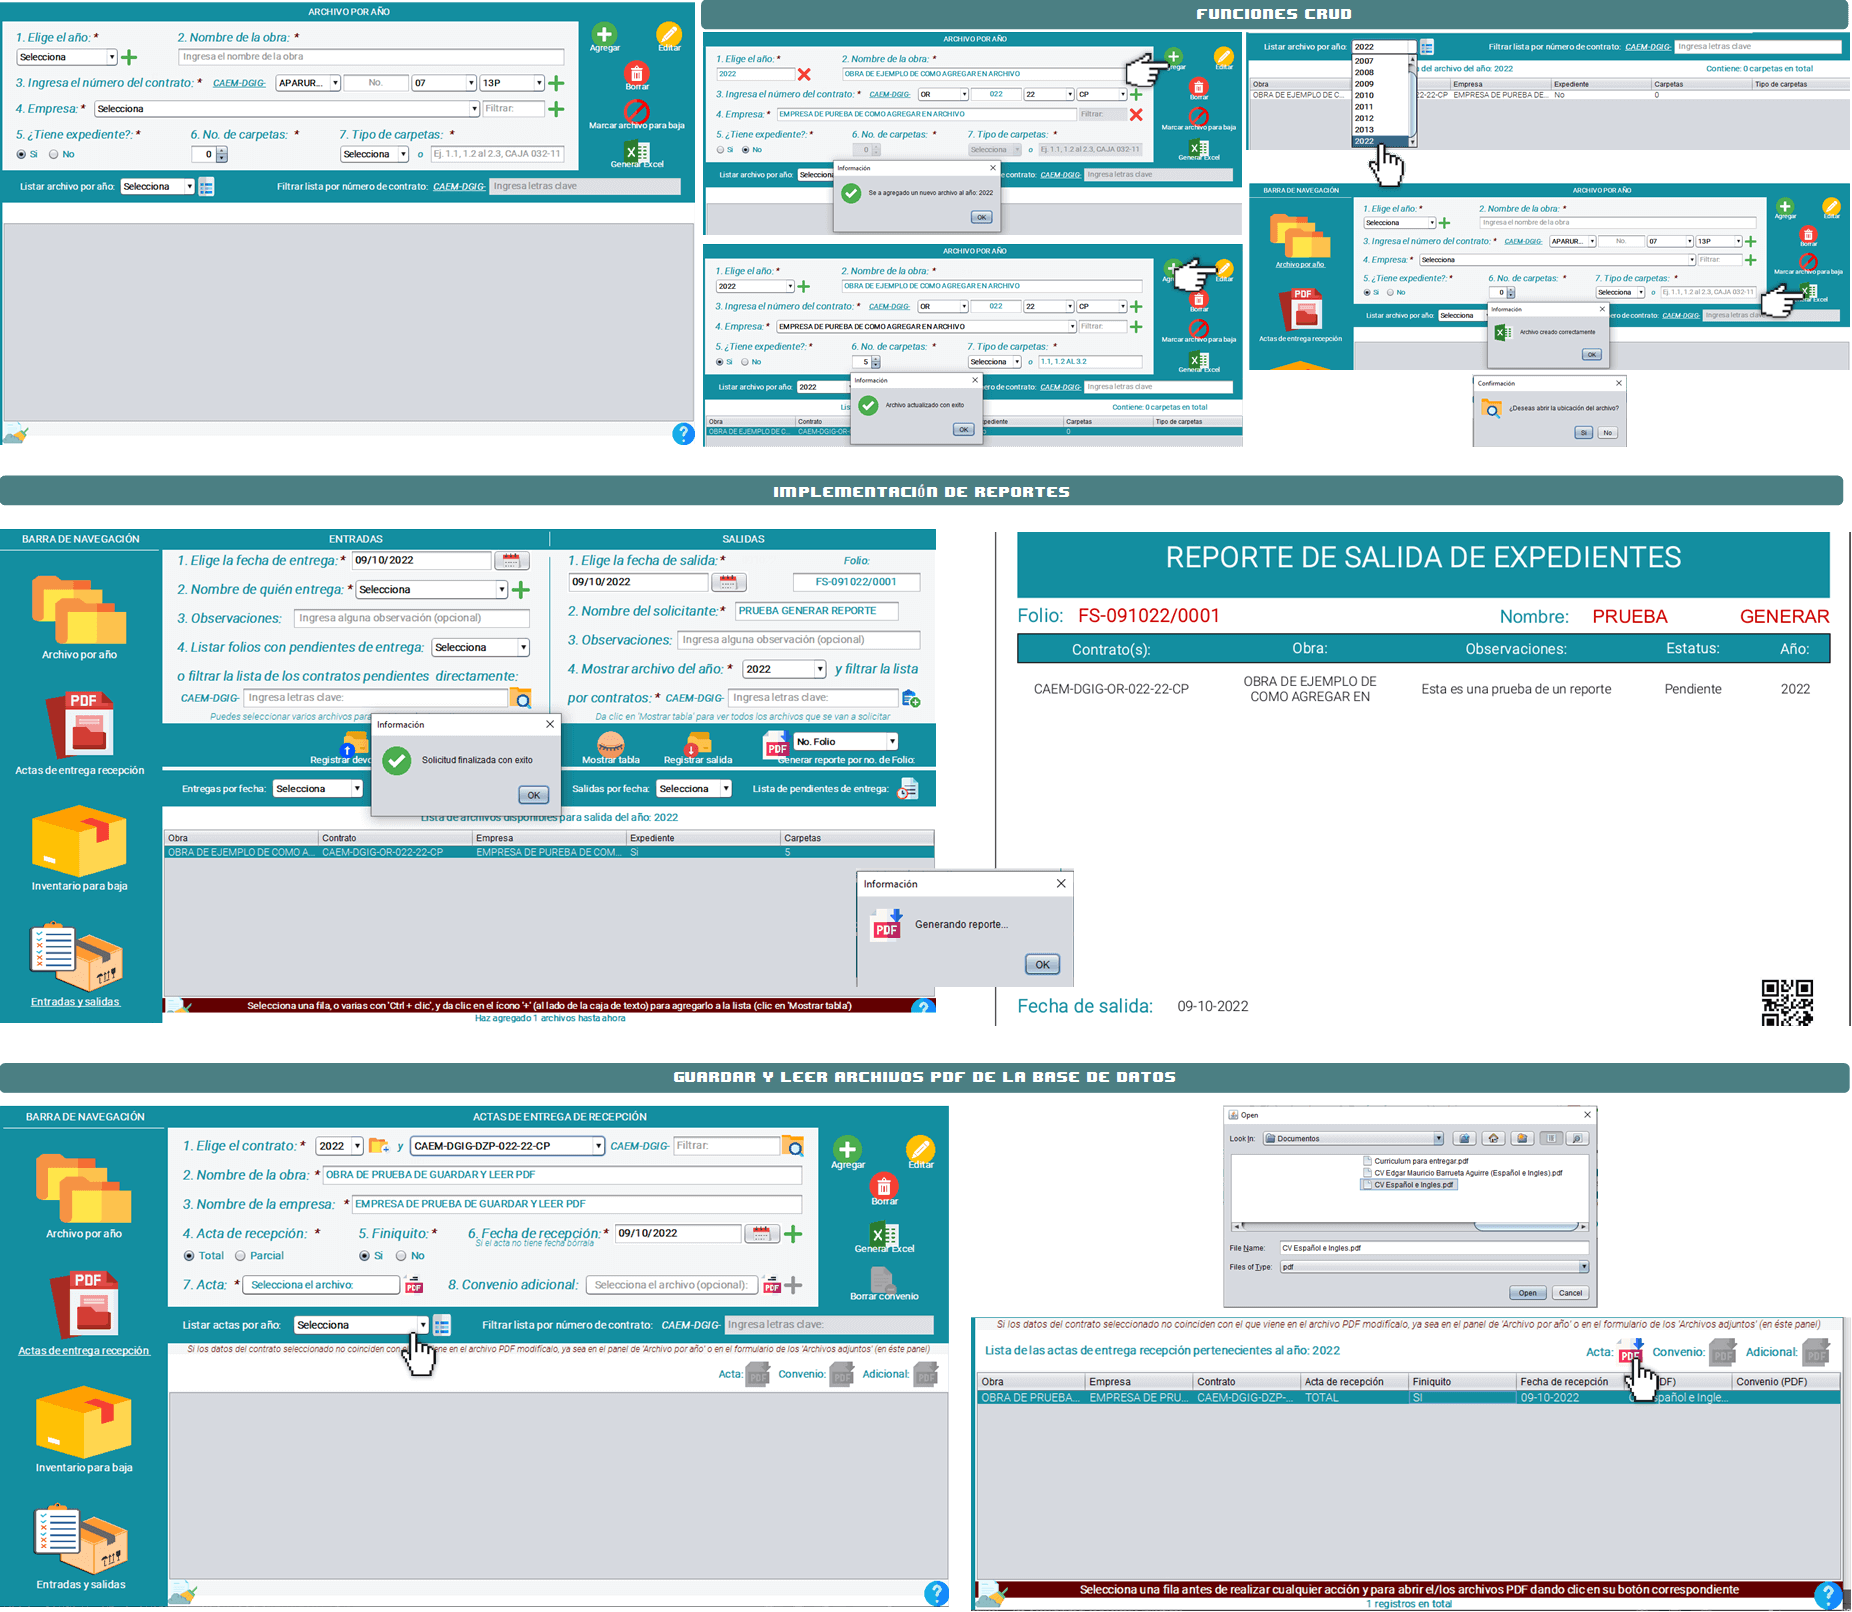 ARCHIVO POR AÑO
1. Elige el año: *
2. Nombre de la obra: *
Selecciona
Ingresa el nombre de la obra
3. Ingresa el número del contrato: * CAEM-DGIG- APARUR... No. 07 13P
4. Empresa: * Selecciona Filtrar:
5. ¿Tiene expediente?: * 6. No. de carpetas: * 7. Tipo de carpetas: *
Si No 0 Selecciona o Ej. 1.1, 1.2 al 2.3, CAJA 032-11
Agregar
Editar
Borrar
Marcar archivo para baja
Generar Excel
Listar archivo por año: Selecciona Filtrar lista por número de contrato: CAEM-DGIG- Ingresa letras clave
FUNCIONES CRUD
ARCHIVO POR AÑO
1. Elige el año: * 2. Nombre de la obra: *
2022 OBRA DE EJEMPLO DE COMO AGREGAR EN ARCHIVO
3. Ingresa el número del contrato: * CAEM-DGIG- OR 022 22 CP
4. Empresa: * EMPRESA DE PUREBA DE COMO AGREGAR EN ARCHIVO Filtrar:
5. ¿Tiene expediente?: * 6. No. de carpetas: * 7. Tipo de carpetas: *
Si No 0 Selecciona o Ej. 1.1, 1.2 al 2.3, CAJA 032-11
Editar
Borrar
Marcar archivo para baja
Generar Excel
Listar archivo por año: Seleccion CAEM-DGIG- Ingresa letras clave
Información
Se a agregado un nuevo archivo al año: 2022
OK
ARCHIVO POR AÑO
1. Elige el año: * 2. Nombre de la obra: *
2022 OBRA DE EJEMPLO DE COMO AGREGAR EN ARCHIVO
3. Ingresa el número del contrato: * CAEM-DGIG- OR 022 22 CP
4. Empresa: * EMPRESA DE PUREBA DE COMO AGREGAR EN ARCHIVO Filtrar:
5. ¿Tiene expediente?: * 6. No. de carpetas: * 7. Tipo de carpetas: *
Si No 5 Selecciona o 1.1, 1.2 AL 3.2
Borrar
Marcar archivo para baja
Generar Excel
Listar archivo por año: 2022 CAEM-DGIG- Ingresa letras clave
Información
Archivo actualizado con exito
OK
Contiene: 0 carpetas en total
Obra Contrato Carpetas Tipo de carpetas
OBRA DE EJEMPLO DE C... CAEM-DGIG-OR- 0
Listar archivo por año: 2022 Filtrar lista por número de contrato: CAEM-DGIG- Ingresa letras clave
2007
2008
2009
2010
2011
2012
2013
2022
del archivo del año: 2022 Contiene: 0 carpetas en total
Obra Empresa Expediente Carpetas Tipo de carpetas
OBRA DE EJEMPLO DE C... 22-22-CP EMPRESA DE PUREBA DE... No 0
BARRA DE NAVEGACIÓN
ARCHIVO POR AÑO
Archivo por año
Actas de entrega recepción
1. Elige el año: * 2. Nombre de la obra: *
Selecciona Ingresa el nombre de la obra
3. Ingresa el número del contrato: * CAEM-DGIG- APARUR... No. 07 13P
4. Empresa: * Selecciona Filtrar:
5. ¿Tiene expediente?: * 6. No. de carpetas: * 7. Tipo de carpetas: *
Si No 0 Selecciona o Ej. 1.1, 1.2 al 2.3, CAJA 032-11
Agregar
Editar
Borrar
Marcar archivo para baja
Listar archivo por año: Selecciona CAEM-DGIG- Ingresa letras clave
Información
Archivo creado correctamente
OK
Confirmación
¿Deseas abrir la ubicación del archivo?
Si No
IMPLEMENTACIÓN DE REPORTES
BARRA DE NAVEGACIÓN
Archivo por año
PDF
Actas de entrega recepción
Inventario para baja
Entradas y salidas
ENTRADAS
1. Elige la fecha de entrega: * 09/10/2022
2. Nombre de quién entrega: * Selecciona
3. Observaciones: Ingresa alguna observación (opcional)
4. Listar folios con pendientes de entrega: Selecciona
o filtrar la lista de los contratos pendientes directamente:
CAEM-DGIG- Ingresa letras clave:
Puedes seleccionar varios archivos para
SALIDAS
1. Elige la fecha de salida: * Folio:
09/10/2022 FS-091022/0001
2. Nombre del solicitante: * PRUEBA GENERAR REPORTE
3. Observaciones: Ingresa alguna observación (opcional)
4. Mostrar archivo del año: * 2022 y filtrar la lista
por contratos: * CAEM-DGIG- Ingresa letras clave:
Da clic en 'Mostrar tabla' para ver todos los archivos que se van a solicitar
Registrar devo
Mostrar tabla
Registrar salida
PDF No. Folio
Generar reporte por no. de Folio:
Información
Solicitud finalizada con exito
OK
Entregas por fecha: Selecciona Salidas por fecha: Selecciona Lista de pendientes de entrega:
Lista de archivos disponibles para salida del año: 2022
Obra Contrato Empresa Expediente Carpetas
OBRA DE EJEMPLO DE COMO A... CAEM-DGIG-OR-022-22-CP EMPRESA DE PUREBA DE COM... Si 5
Selecciona una fila, o varias con 'Ctrl + clic', y da clic en el ícono '+' (al lado de la caja de texto) para agregarlo a la lista (clic en 'Mostrar tabla')
Haz agregado 1 archivos hasta ahora
Información
PDF
Generando reporte...
OK
REPORTE DE SALIDA DE EXPEDIENTES
Folio: FS-091022/0001 Nombre: PRUEBA GENERAR
Contrato(s): Obra: Observaciones: Estatus: Año:
CAEM-DGIG-OR-022-22-CP OBRA DE EJEMPLO DE COMO AGREGAR EN Esta es una prueba de un reporte Pendiente 2022
Fecha de salida: 09-10-2022
GUARDAR Y LEER ARCHIVOS PDF DE LA BASE DE DATOS
BARRA DE NAVEGACIÓN
Archivo por año
PDF
Actas de entrega recepción
Inventario para baja
Entradas y salidas
ACTAS DE ENTREGA DE RECEPCIÓN
1. Elige el contrato: * 2022 y CAEM-DGIG-DZP-022-22-CP CAEM-DGIG- Filtrar:
2. Nombre de la obra: * OBRA DE PRUEBA DE GUARDAR Y LEER PDF
3. Nombre de la empresa: * EMPRESA DE PRUEBA DE GUARDAR Y LEER PDF
4. Acta de recepción: * 5. Finiquito: * 6. Fecha de recepción: * 09/10/2022
Si el acta no tiene fecha bórrala
Total Parcial Si No
7. Acta: * Selecciona el archivo: PDF 8. Convenio adicional: Selecciona el archivo (opcional): PDF
Agregar
Editar
Borrar
Generar Excel
Borrar convenio
Listar actas por año: Selecciona Filtrar lista por número de contrato: CAEM-DGIG- Ingresa letras clave:
Si los datos del contrato seleccionado no coinciden con viene en el archivo PDF modifícalo, ya sea en el panel de 'Archivo por año' o en el formulario de los 'Archivos adjuntos' (en éste panel)
Acta: PDF Convenio: PDF Adicional: PDF
Open
Look In: Documentos
Curriculum para entregar.pdf
CV Edgar Mauricio Barrueta Aguirre (Español e Ingles).pdf
CV Español e Ingles.pdf
File Name: CV Español e Ingles.pdf
Files of Type: pdf
Open Cancel
Si los datos del contrato seleccionado no coinciden con el que viene en el archivo PDF modifícalo, ya sea en el panel de 'Archivo por año' o en el formulario de los 'Archivos adjuntos' (en éste panel)
Lista de las actas de entrega recepción pertenecientes al año: 2022
Acta: PDF Convenio: PDF Adicional: PDF
Obra Empresa Contrato Acta de recepción Finiquito Fecha de recepción DF) Convenio (PDF)
OBRA DE PRUEBA... EMPRESA DE PRU... CAEM-DGIG-DZP-... TOTAL SI 09-10-2022 pañol e Ingle...
Selecciona una fila antes de realizar cualquier acción y para abrir el/los archivos PDF dando clic en su botón correspondiente
1 registros en total